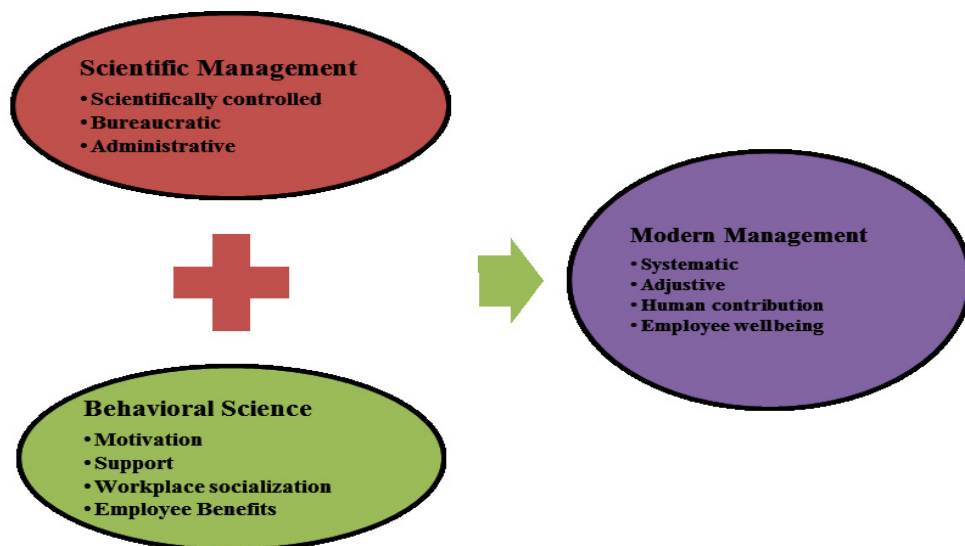 Scientific Management
• Scientifically controlled
• Bureaucratic
• Administrative
Behavioral Science
• Motivation
• Support
• Workplace socialization
• Employee Benefits
Modern Management
• Systematic
• Adjustive
• Human contribution
• Employee wellbeing